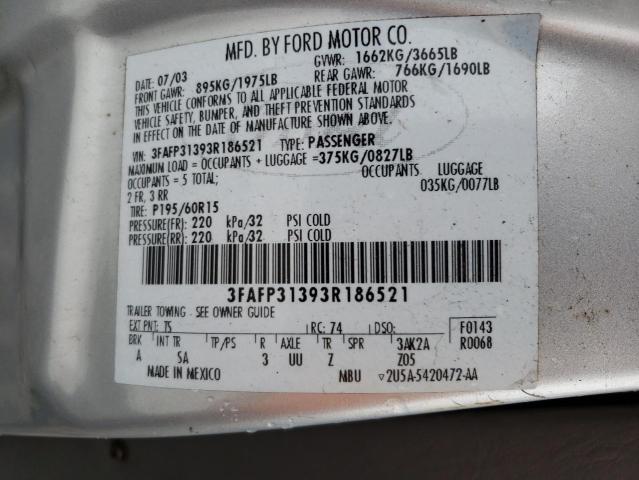 MFD. BY FORD MOTOR CO.
DATE: 07/03 GVWR: 1662KG/3665LB
FRONT GAWR: 895KG/1975LB REAR GAWR: 766KG/1690LB
THIS VEHICLE CONFORMS TO ALL APPLICABLE FEDERAL MOTOR
VEHICLE SAFETY, BUMPER, AND THEFT PREVENTION STANDARDS
IN EFFECT ON THE DATE OF MANUFACTURE SHOWN ABOVE.
VIN: 3FAFP31393R186521 TYPE: PASSENGER
MAXIMUM LOAD = OCCUPANTS + LUGGAGE =375KG/0827LB
OCCUPANTS = 5 TOTAL; OCCUPANTS LUGGAGE
2 FR, 3 RR 035KG/0077LB
TIRE: P195/60R15
PRESSURE(FR): 220 kPa/32 PSI COLD
PRESSURE(RR): 220 kPa/32 PSI COLD
3FAFP31393R186521
TRAILER TOWING - SEE OWNER GUIDE
EXT PNT: TS RC: 74 DSO: F0143
BRK INT TR TP/PS R AXLE TR SPR 3AK2A R0068
A SA 3 UU Z Z05
MADE IN MEXICO MBU ▽2U5A-5420472-AA